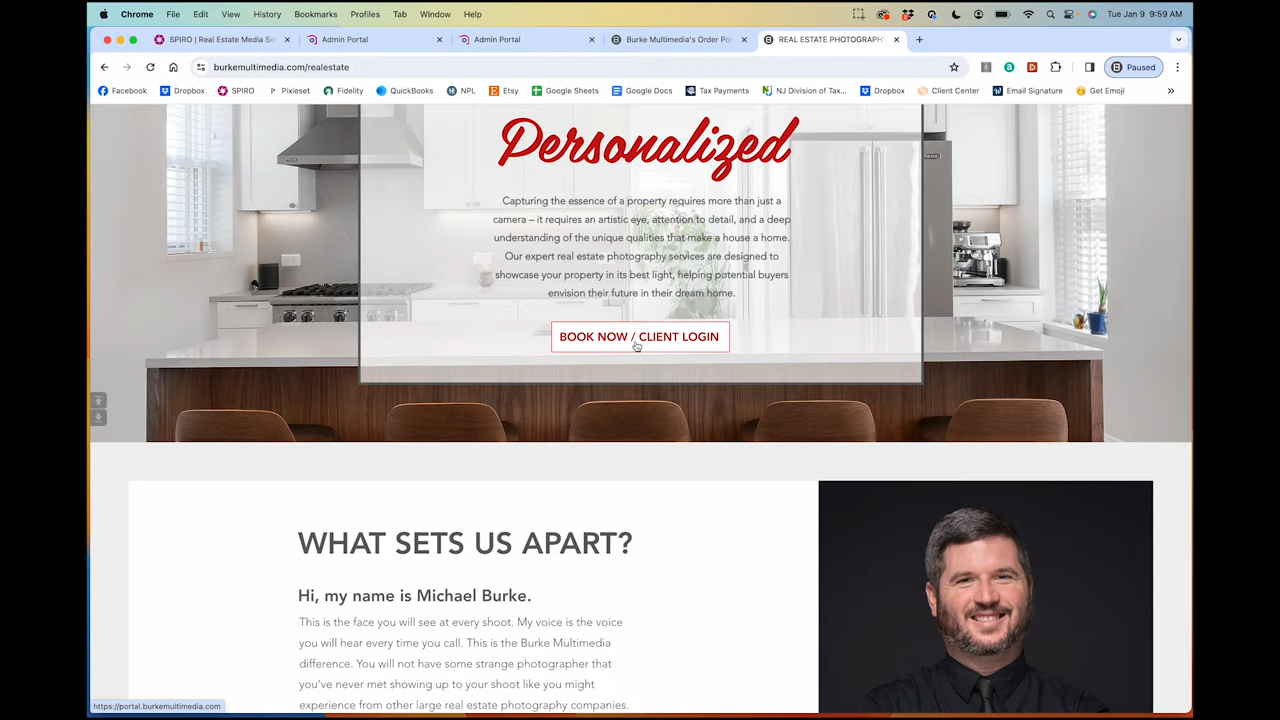 Chrome File Edit View History Bookmarks Profiles Tab Window Help Tue Jan 9 9:59 AM
SPIRO | Real Estate Media So Admin Portal Admin Portal Burke Multimedia's Order Po REAL ESTATE PHOTOGRAPH
burkemultimedia.com/realestate Paused
Facebook Dropbox SPIRO Pixieset Fidelity QuickBooks NPL Etsy Google Sheets Google Docs Tax Payments NJ Division of Tax... Dropbox Client Center Email Signature Get Emoji »
Personalized
Capturing the essence of a property requires more than just a
camera – it requires an artistic eye, attention to detail, and a deep
understanding of the unique qualities that make a house a home.
Our expert real estate photography services are designed to
showcase your property in its best light, helping potential buyers
envision their future in their dream home.
BOOK NOW / CLIENT LOGIN
WHAT SETS US APART?
Hi, my name is Michael Burke.
This is the face you will see at every shoot. My voice is the voice
you will hear every time you call. This is the Burke Multimedia
difference. You will not have some strange photographer that
you've never met showing up to your shoot like you might
experience from other large real estate photography companies.
https://portal.burkemultimedia.com